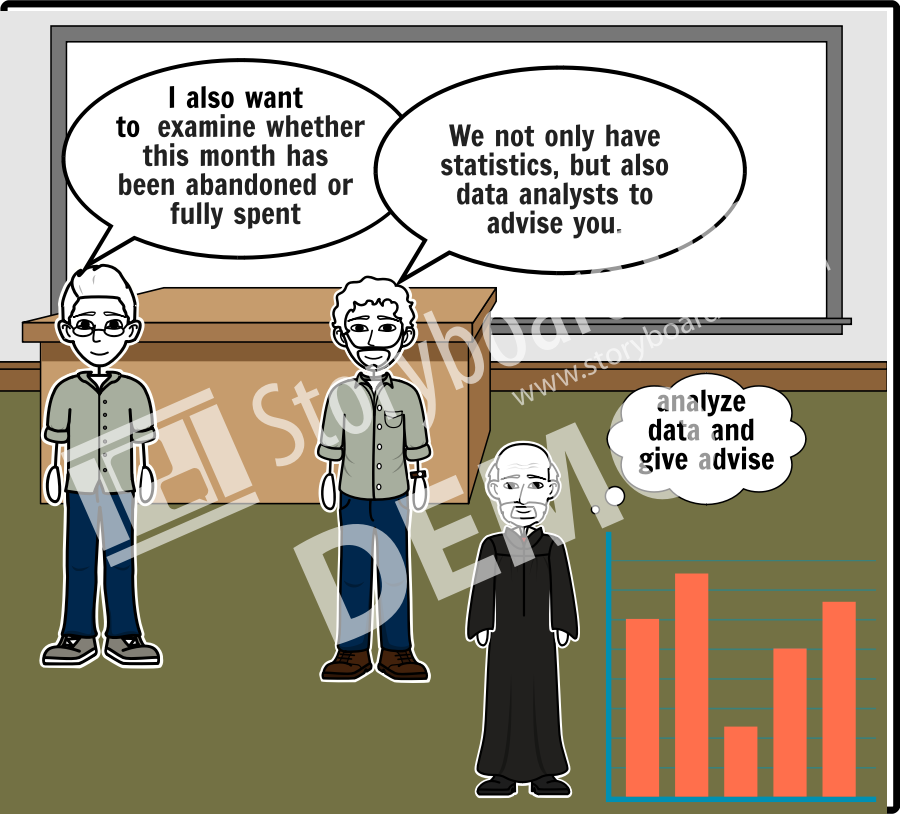 I also want
to examine whether
this month has
been abandoned or
fully spent
We not only have
statistics, but also
data analysts to
advise you.
analyze
data and
give advise
Storyboard
www.storyboard
DEMO